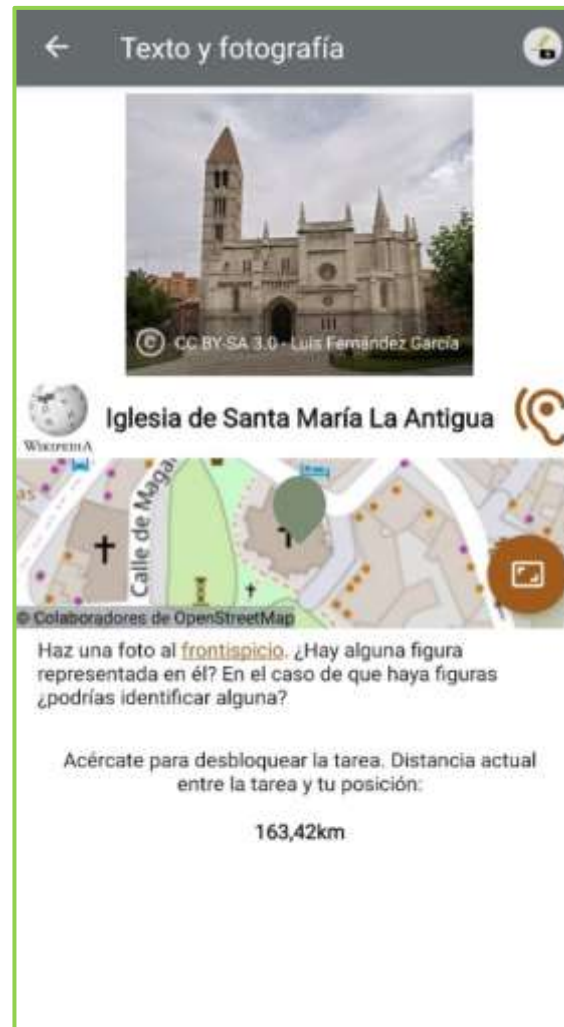 Texto y fotografía
© CC BY-SA 3.0 - Luis Fernández García
WIKIPEDIA
Iglesia de Santa María La Antigua
as
Calle de Magañ
© Colaboradores de OpenStreetMap
Haz una foto al frontispicio. ¿Hay alguna figura
representada en él? En el caso de que haya figuras
¿podrías identificar alguna?
Acércate para desbloquear la tarea. Distancia actual
entre la tarea y tu posición:
163,42km